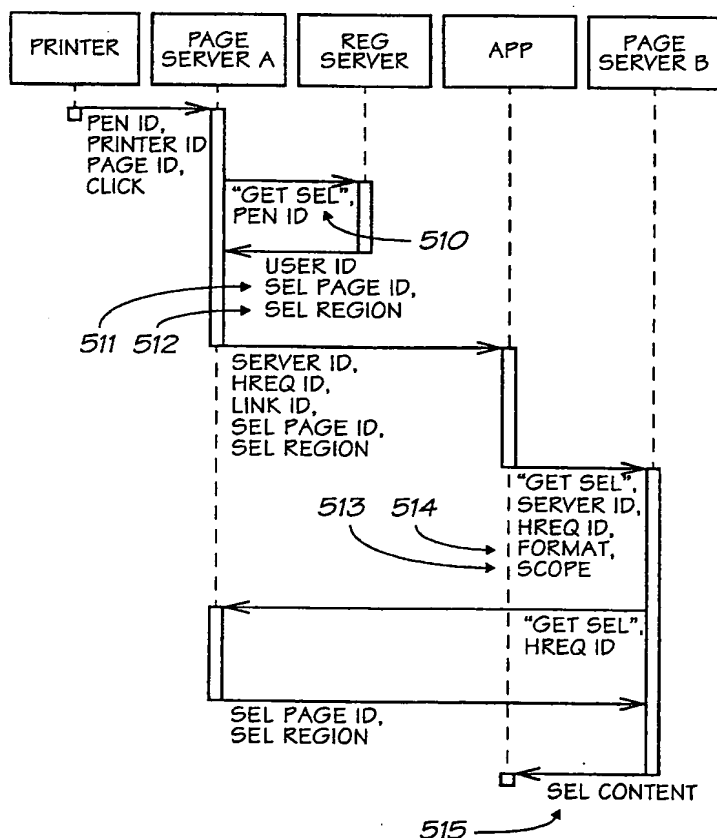 PRINTER
PAGE
SERVER A
REG
SERVER
APP
PAGE
SERVER B
PEN ID,
PRINTER ID
PAGE ID,
CLICK
"GET SEL",
PEN ID
510
USER ID
SEL PAGE ID,
SEL REGION
511 512
SERVER ID,
HREQ ID,
LINK ID,
SEL PAGE ID,
SEL REGION
"GET SEL",
SERVER ID,
HREQ ID,
FORMAT,
SCOPE
513 514
"GET SEL",
HREQ ID
SEL PAGE ID,
SEL REGION
SEL CONTENT
515